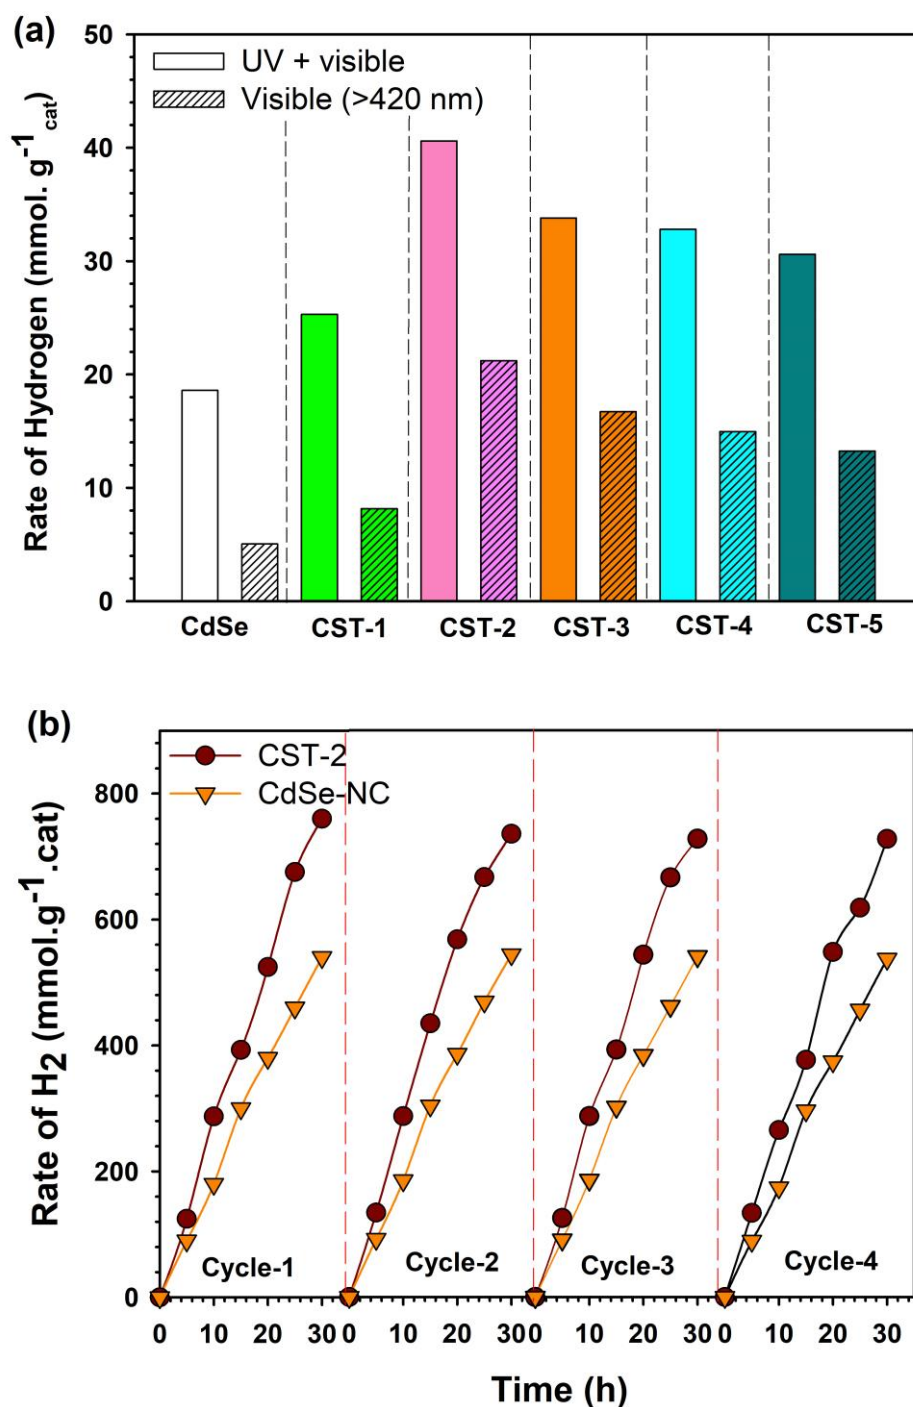 (a)
50
40
30
20
10
0
Rate of Hydrogen (mmol. g⁻¹ cat)
UV + visible
Visible (>420 nm)
CdSe CST-1 CST-2 CST-3 CST-4 CST-5
(b)
800
600
400
200
0
Rate of H2 (mmol.g⁻¹.cat)
CST-2
CdSe-NC
Cycle-1 Cycle-2 Cycle-3 Cycle-4
0 10 20 30 0 10 20 30 0 10 20 30 0 10 20 30
Time (h)